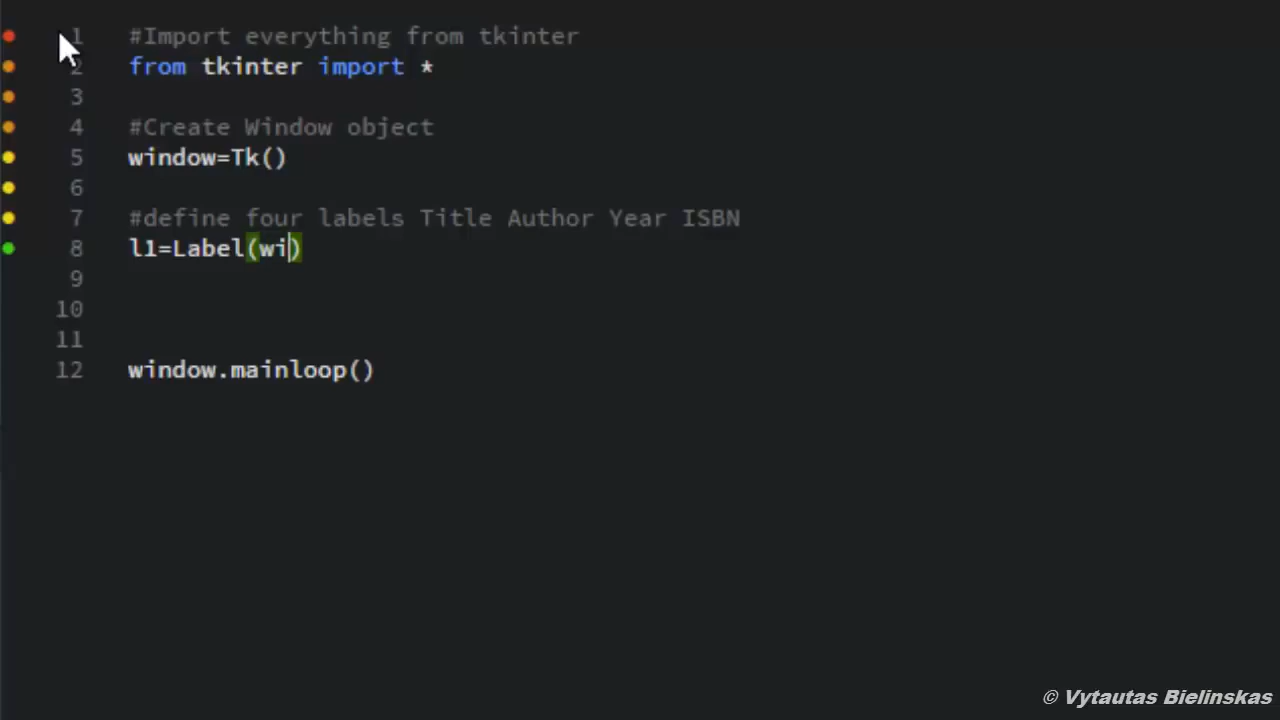 1 #Import everything from tkinter
2 from tkinter import *
3
4 #Create Window object
5 window=Tk()
6
7 #define four labels Title Author Year ISBN
8 l1=Label(wi)
9
10
11
12 window.mainloop()
© Vytautas Bielinskas